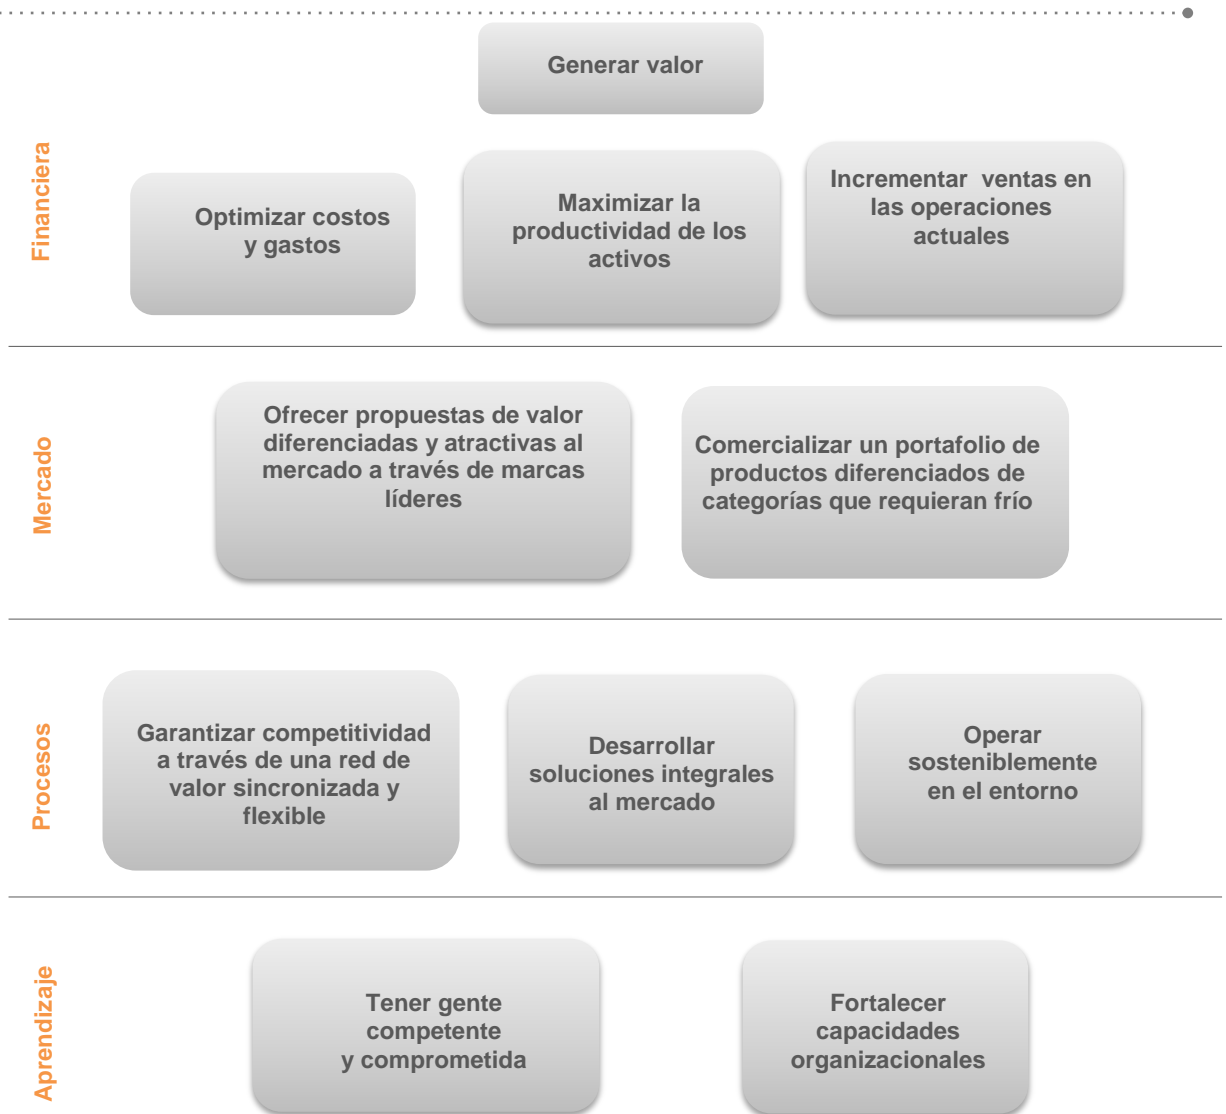 Financiera
Generar valor
Optimizar costos
y gastos
Maximizar la
productividad de los
activos
Incrementar ventas en
las operaciones
actuales
Mercado
Ofrecer propuestas de valor
diferenciadas y atractivas al
mercado a través de marcas
líderes
Comercializar un portafolio de
productos diferenciados de
categorías que requieran frío
Procesos
Garantizar competitividad
a través de una red de
valor sincronizada y
flexible
Desarrollar
soluciones integrales
al mercado
Operar
sosteniblemente
en el entorno
Aprendizaje
Tener gente
competente
y comprometida
Fortalecer
capacidades
organizacionales